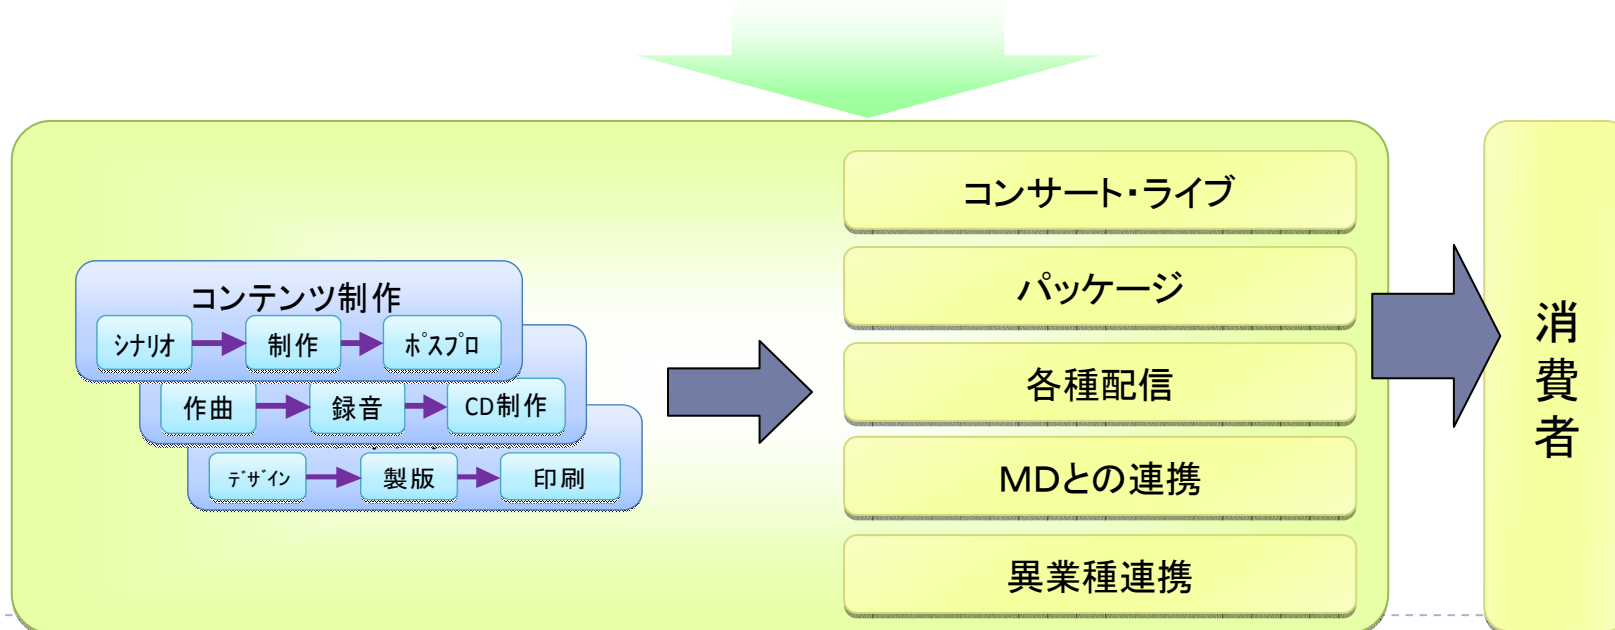 コンテンツ制作
シナリオ
制作
ポスプロ
作曲
録音
CD制作
デザイン
製版
印刷
コンサート・ライブ
パッケージ
各種配信
MDとの連携
異業種連携
消費者